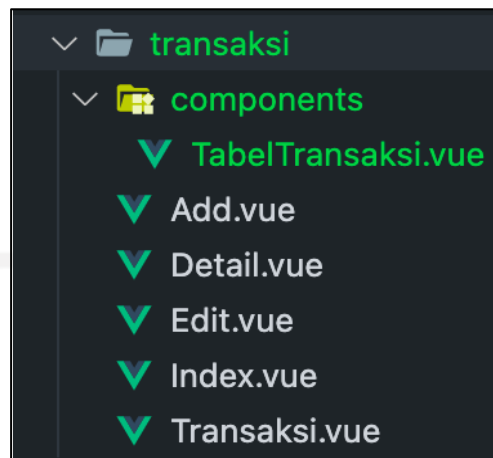 transaksi
components
TabelTransaksi.vue
Add.vue
Detail.vue
Edit.vue
Index.vue
Transaksi.vue